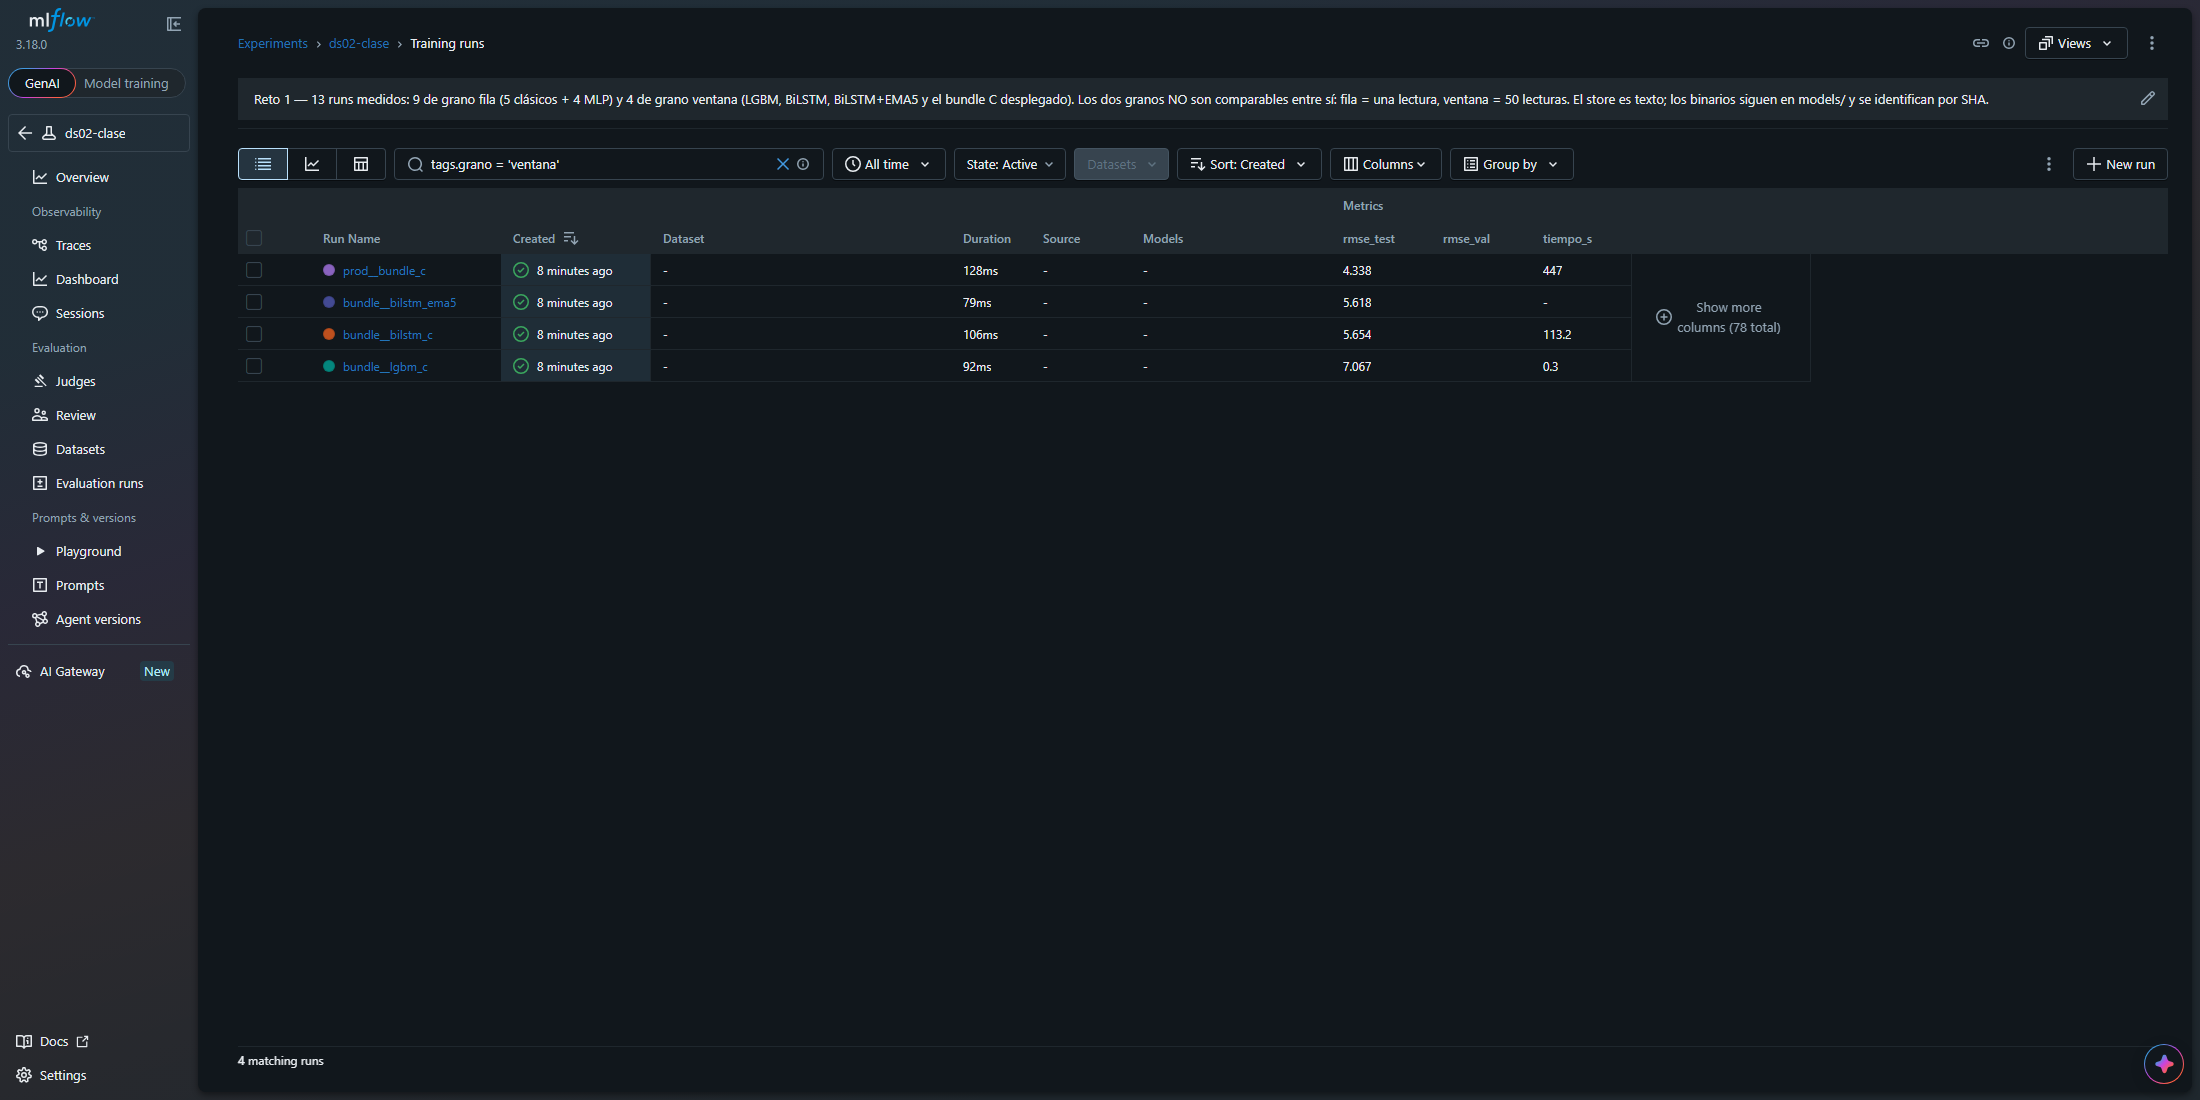 mlflow
3.18.0
GenAI
Model training
ds02-clase
Overview
Observability
Traces
Dashboard
Sessions
Evaluation
Judges
Review
Datasets
Evaluation runs
Prompts & versions
Playground
Prompts
Agent versions
AI Gateway New
Docs
Settings
Experiments > ds02-clase > Training runs
Views
Reto 1 — 13 runs medidos: 9 de grano fila (5 clásicos + 4 MLP) y 4 de grano ventana (LGBM, BiLSTM, BiLSTM+EMA5 y el bundle C desplegado). Los dos granos NO son comparables entre sí: fila = una lectura, ventana = 50 lecturas. El store es texto; los binarios siguen en models/ y se identifican por SHA.
tags.grano = 'ventana'
All time
State: Active
Datasets
Sort: Created
Columns
Group by
New run
Metrics
Run Name Created Dataset Duration Source Models rmse_test rmse_val tiempo_s
prod__bundle_c 8 minutes ago - 128ms - - 4.338 447
bundle__bilstm_ema5 8 minutes ago - 79ms - - 5.618 -
bundle__bilstm_c 8 minutes ago - 106ms - - 5.654 113.2
bundle__lgbm_c 8 minutes ago - 92ms - - 7.067 0.3
Show more
columns (78 total)
4 matching runs